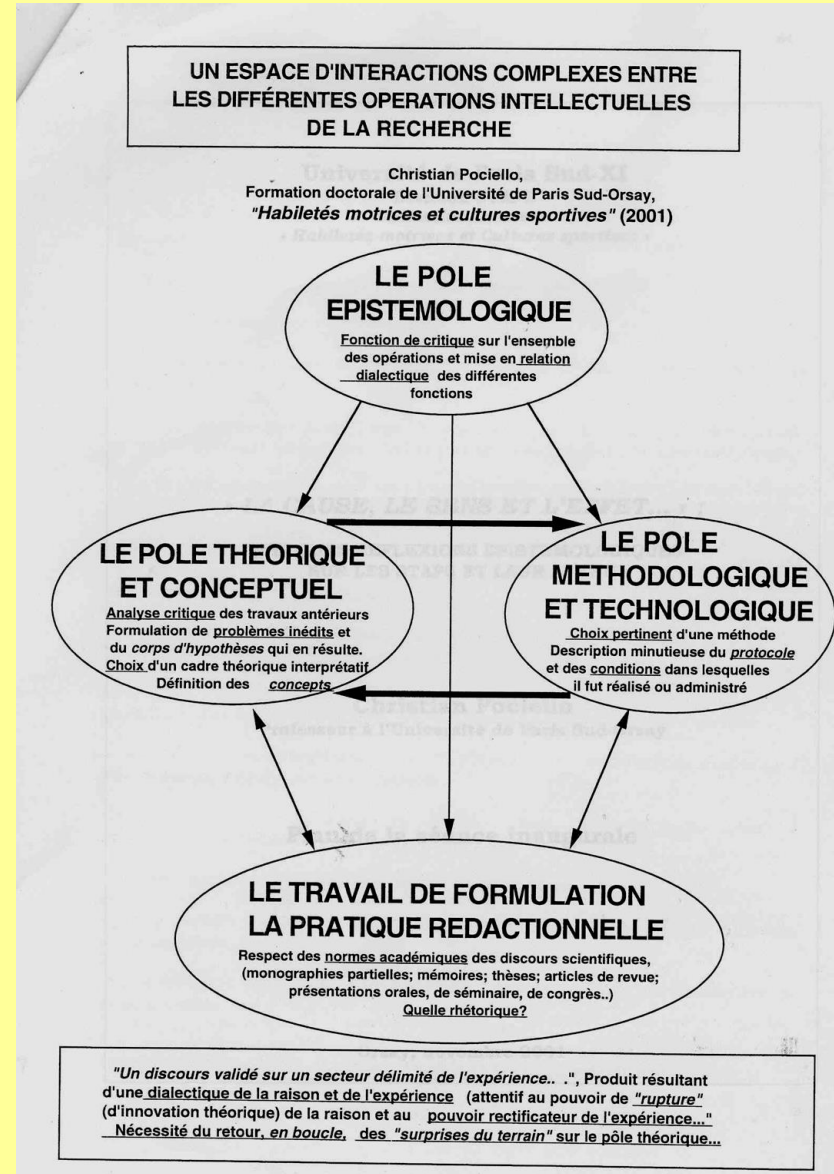 UN ESPACE D'INTERACTIONS COMPLEXES ENTRE
LES DIFFÉRENTES OPERATIONS INTELLECTUELLES
DE LA RECHERCHE
Christian Pociello,
Formation doctorale de l'Université de Paris Sud-Orsay,
"Habiletés motrices et cultures sportives" (2001)
LE POLE
EPISTEMOLOGIQUE
Fonction de critique sur l'ensemble
des opérations et mise en relation
dialectique des différentes
fonctions
LE POLE THEORIQUE
ET CONCEPTUEL
Analyse critique des travaux antérieurs
Formulation de problèmes inédits et
du corps d'hypothèses qui en résulte.
Choix d'un cadre théorique interprétatif
Définition des concepts
LE POLE
METHODOLOGIQUE
ET TECHNOLOGIQUE
Choix pertinent d'une méthode
Description minutieuse du protocole
et des conditions dans lesquelles
il fut réalisé ou administré
LE TRAVAIL DE FORMULATION
LA PRATIQUE REDACTIONNELLE
Respect des normes académiques des discours scientifiques,
(monographies partielles; mémoires; thèses; articles de revue;
présentations orales, de séminaire, de congrès..)
Quelle rhétorique?
"Un discours validé sur un secteur délimité de l'expérience.. .", Produit résultant
d'une dialectique de la raison et de l'expérience (attentif au pouvoir de "rupture"
(d'innovation théorique) de la raison et au pouvoir rectificateur de l'expérience..."
Nécessité du retour, en boucle, des "surprises du terrain" sur le pôle théorique...